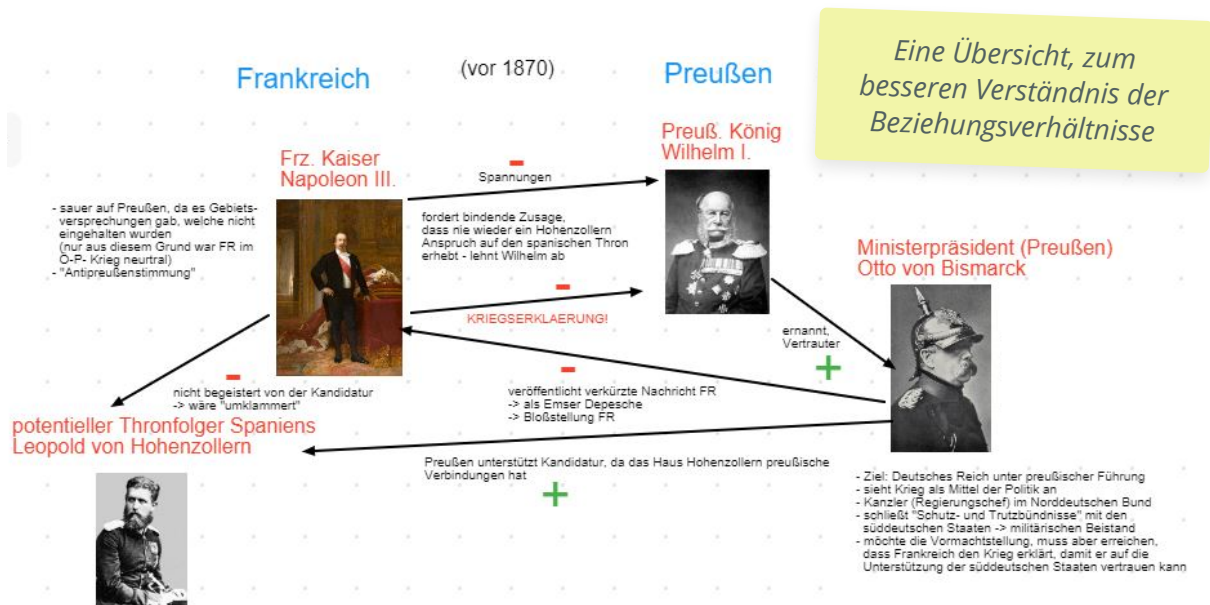 Eine Übersicht, zum
besseren Verständnis der
Beziehungsverhältnisse
Frankreich
(vor 1870)
Preußen
Frz. Kaiser
Napoleon III.
Preuß. König
Wilhelm I.
-
Spannungen
- sauer auf Preußen, da es Gebiets-
versprechungen gab, welche nicht
eingehalten wurden
(nur aus diesem Grund war FR im
Ö-P- Krieg neurtral)
- "Antipreußenstimmung"
fordert bindende Zusage,
dass nie wieder ein Hohenzollern
Anspruch auf den spanischen Thron
erhebt - lehnt Wilhelm ab
-
KRIEGSERKLAERUNG!
Ministerpräsident (Preußen)
Otto von Bismarck
ernannt,
Vertrauter
+
-
nicht begeistert von der Kandidatur
-> wäre "umklammert"
-
veröffentlicht verkürzte Nachricht FR
-> als Emser Depesche
-> Bloßstellung FR
potentieller Thronfolger Spaniens
Leopold von Hohenzollern
Preußen unterstützt Kandidatur, da das Haus Hohenzollern preußische
Verbindungen hat
+
- Ziel: Deutsches Reich unter preußischer Führung
- sieht Krieg als Mittel der Politik an
- Kanzler (Regierungschef) im Norddeutschen Bund
- schließt "Schutz- und Trutzbündnisse" mit den
süddeutschen Staaten -> militärischen Beistand
- möchte die Vormachtstellung, muss aber erreichen,
dass Frankreich den Krieg erklärt, damit er auf die
Unterstützung der süddeutschen Staaten vertrauen kann